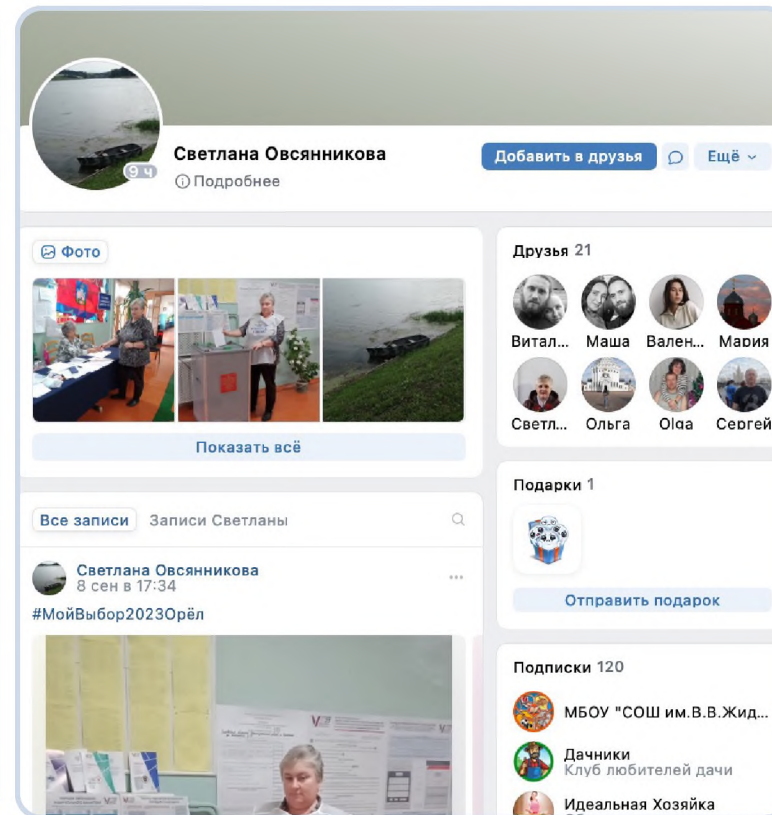 9 ч
Светлана Овсянникова
Подробнее
Добавить в друзья
Ещё
Фото
Показать всё
Все записи
Записи Светланы
Светлана Овсянникова
8 сен в 17:34
#МойВыбор2023Орёл
Друзья 21
Витал...
Маша
Вален...
Мария
Светл...
Ольга
Olga
Сергей
Подарки 1
Отправить подарок
Подписки 120
МБОУ "СОШ им.В.В.Жид...
Дачники
Клуб любителей дачи
Идеальная Хозяйка